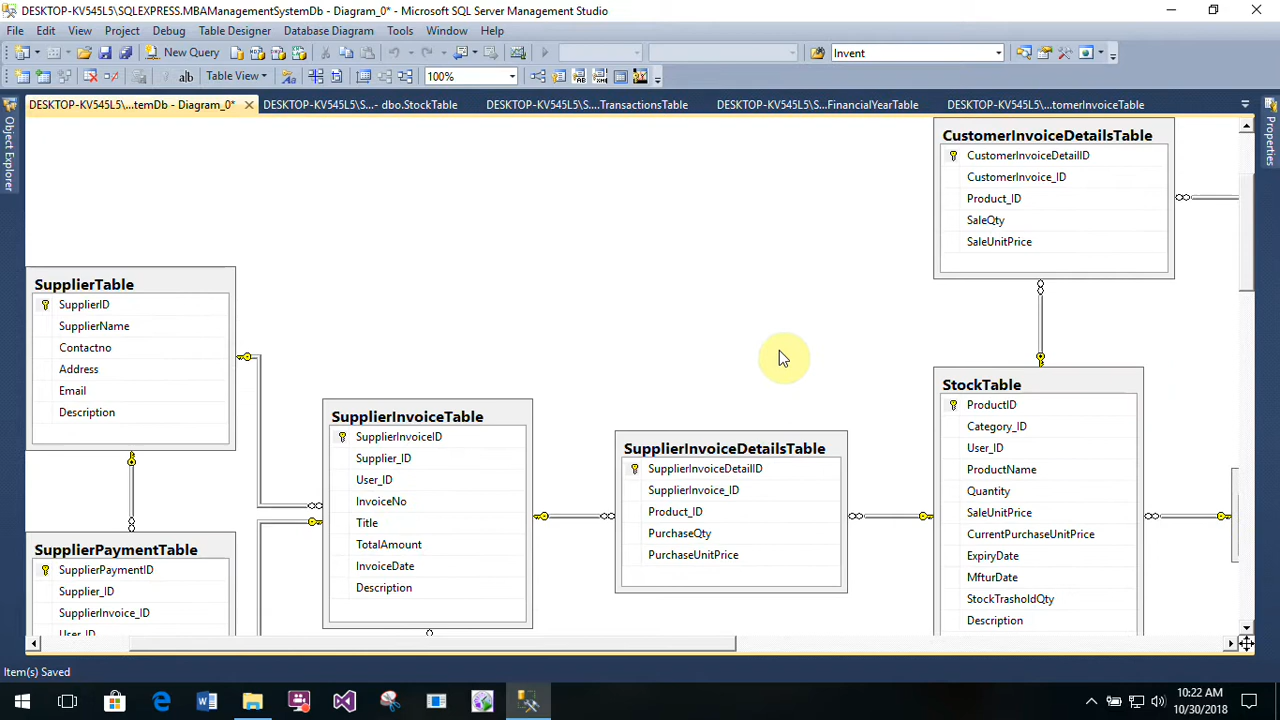 DESKTOP-KV545L5\SQLEXPRESS.MBAManagementSystemDb - Diagram_0* - Microsoft SQL Server Management Studio
File Edit View Project Debug Table Designer Database Diagram Tools Window Help
New Query Invent
Table View 100%
DESKTOP-KV545L5\...temDb - Diagram_0* DESKTOP-KV545L5\S...- dbo.StockTable DESKTOP-KV545L5\S....TransactionsTable DESKTOP-KV545L5\S...FinancialYearTable DESKTOP-KV545L5\...tomerInvoiceTable
Object Explorer
Properties
CustomerInvoiceDetailsTable
CustomerInvoiceDetailID
CustomerInvoice_ID
Product_ID
SaleQty
SaleUnitPrice
SupplierTable
SupplierID
SupplierName
Contactno
Address
Email
Description
SupplierInvoiceTable
SupplierInvoiceID
Supplier_ID
User_ID
InvoiceNo
Title
TotalAmount
InvoiceDate
Description
SupplierInvoiceDetailsTable
SupplierInvoiceDetailID
SupplierInvoice_ID
Product_ID
PurchaseQty
PurchaseUnitPrice
StockTable
ProductID
Category_ID
User_ID
ProductName
Quantity
SaleUnitPrice
CurrentPurchaseUnitPrice
ExpiryDate
MfturDate
StockTrasholdQty
Description
SupplierPaymentTable
SupplierPaymentID
Supplier_ID
SupplierInvoice_ID
User_ID
Item(s) Saved
10:22 AM
10/30/2018